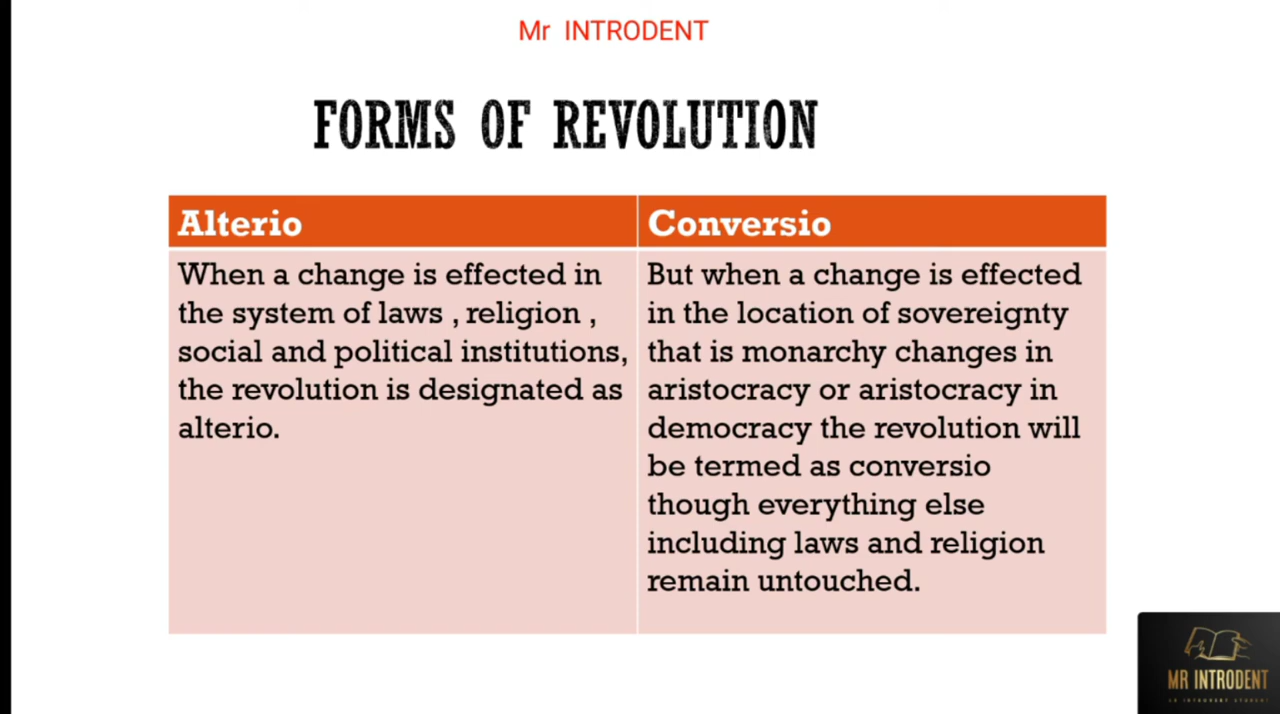 Mr INTRODENT
FORMS OF REVOLUTION
Alterio
When a change is effected in
the system of laws , religion ,
social and political institutions,
the revolution is designated as
alterio.
Conversio
But when a change is effected
in the location of sovereignty
that is monarchy changes in
aristocracy or aristocracy in
democracy the revolution will
be termed as conversio
though everything else
including laws and religion
remain untouched.
MR INTRODENT